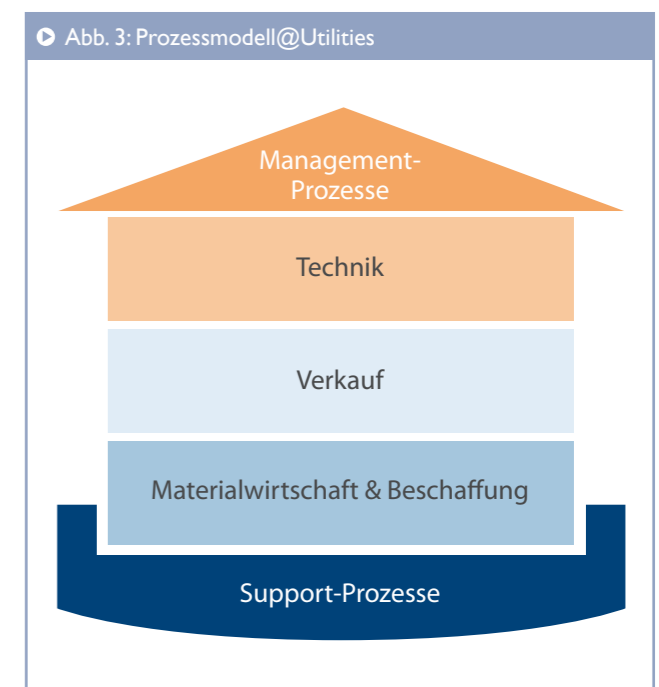 Abb. 3: Prozessmodell@Utilities
Management-
Prozesse
Technik
Verkauf
Materialwirtschaft & Beschaffung
Support-Prozesse